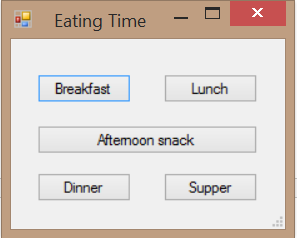 Eating Time
Breakfast Lunch
Afternoon snack
Dinner Supper